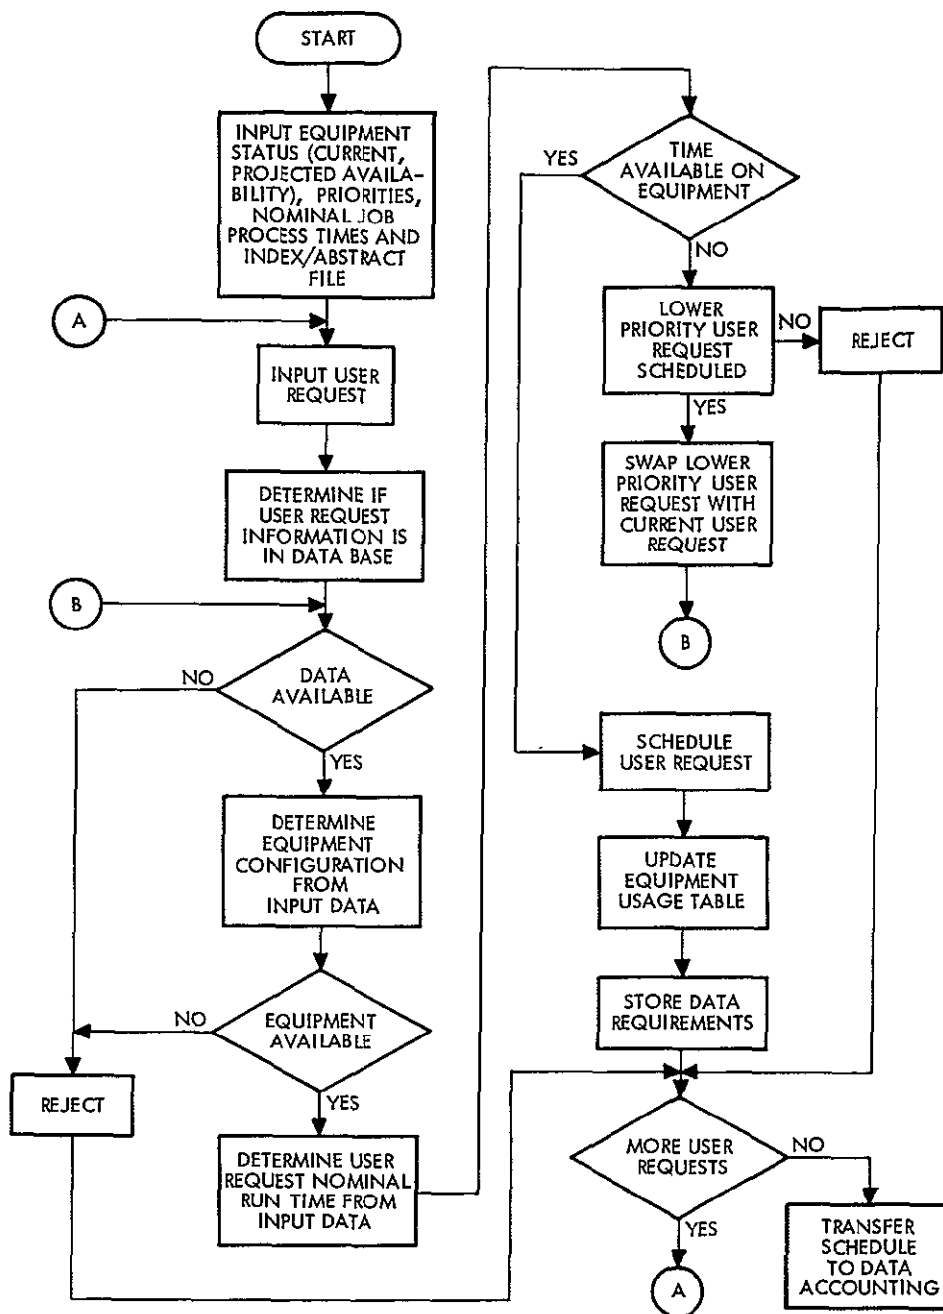 START
INPUT EQUIPMENT
STATUS (CURRENT,
PROJECTED AVAILA-
BILITY), PRIORITIES,
NOMINAL JOB
PROCESS TIMES AND
INDEX/ABSTRACT
FILE
A
INPUT USER
REQUEST
DETERMINE IF
USER REQUEST
INFORMATION IS
IN DATA BASE
B
NO
DATA
AVAILABLE
YES
DETERMINE
EQUIPMENT
CONFIGURATION
FROM
INPUT DATA
NO
EQUIPMENT
AVAILABLE
REJECT
YES
DETERMINE USER
REQUEST NOMINAL
RUN TIME FROM
INPUT DATA
YES
TIME
AVAILABLE ON
EQUIPMENT
NO
LOWER
PRIORITY USER
REQUEST
SCHEDULED
NO
REJECT
YES
SWAP LOWER
PRIORITY USER
REQUEST WITH
CURRENT USER
REQUEST
B
SCHEDULE
USER REQUEST
UPDATE
EQUIPMENT
USAGE TABLE
STORE DATA
REQUIREMENTS
MORE USER
REQUESTS
NO
YES
TRANSFER
SCHEDULE
TO DATA
ACCOUNTING
A